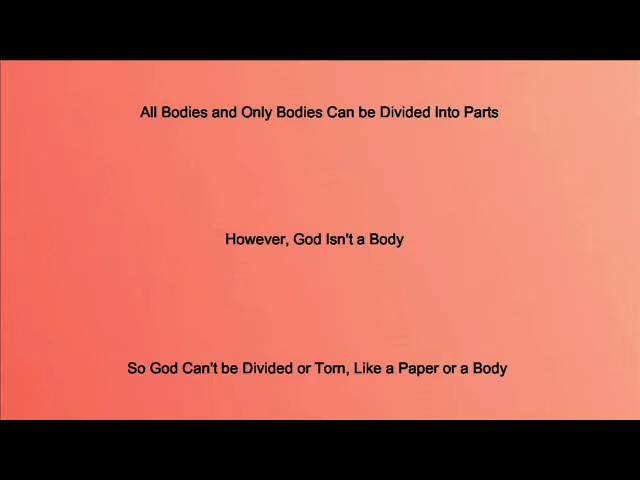 All Bodies and Only Bodies Can be Divided Into Parts
However, God Isn't a Body
So God Can't be Divided or Torn, Like a Paper or a Body